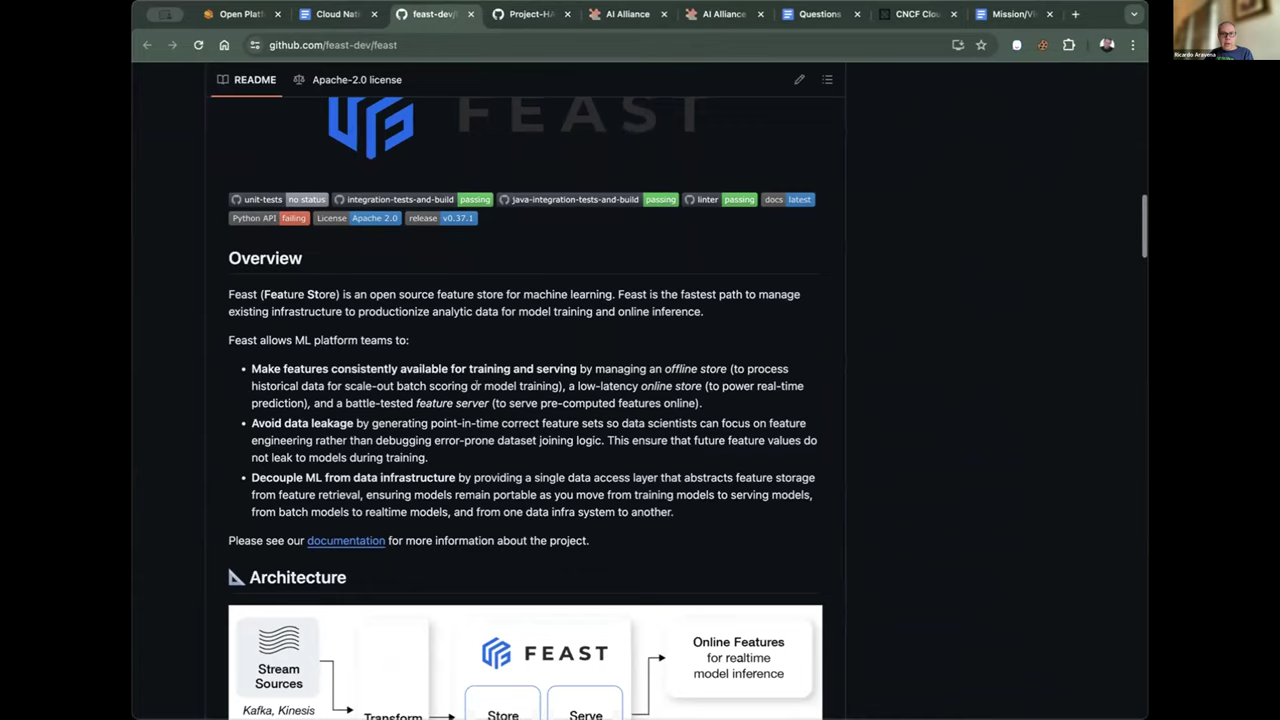 Open Platf
Cloud Nati
feast-dev/f
Project-HA
AI Alliance
AI Alliance
Questions
CNCF Clou
Mission/Vi
github.com/feast-dev/feast
Ricardo Aravena
README
Apache-2.0 license
FEAST
unit-tests no status integration-tests-and-build passing java-integration-tests-and-build passing linter passing docs latest
Python API failing License Apache 2.0 release v0.37.1
Overview
Feast (Feature Store) is an open source feature store for machine learning. Feast is the fastest path to manage
existing infrastructure to productionize analytic data for model training and online inference.
Feast allows ML platform teams to:
• Make features consistently available for training and serving by managing an offline store (to process
historical data for scale-out batch scoring or model training), a low-latency online store (to power real-time
prediction), and a battle-tested feature server (to serve pre-computed features online).
• Avoid data leakage by generating point-in-time correct feature sets so data scientists can focus on feature
engineering rather than debugging error-prone dataset joining logic. This ensure that future feature values do
not leak to models during training.
• Decouple ML from data infrastructure by providing a single data access layer that abstracts feature storage
from feature retrieval, ensuring models remain portable as you move from training models to serving models,
from batch models to realtime models, and from one data infra system to another.
Please see our documentation for more information about the project.
Architecture
Stream
Sources
Kafka, Kinesis
Transform
FEAST
Store
Serve
Online Features
for realtime
model inference